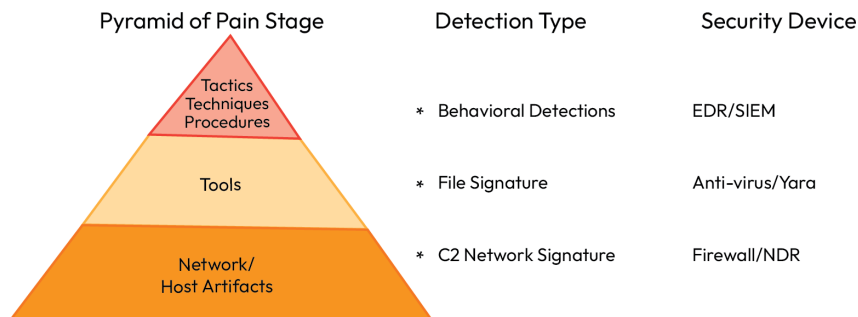 Pyramid of Pain Stage
Detection Type
Security Device
Tactics
Techniques
Procedures
* Behavioral Detections
EDR/SIEM
Tools
* File Signature
Anti-virus/Yara
Network/
Host Artifacts
* C2 Network Signature
Firewall/NDR